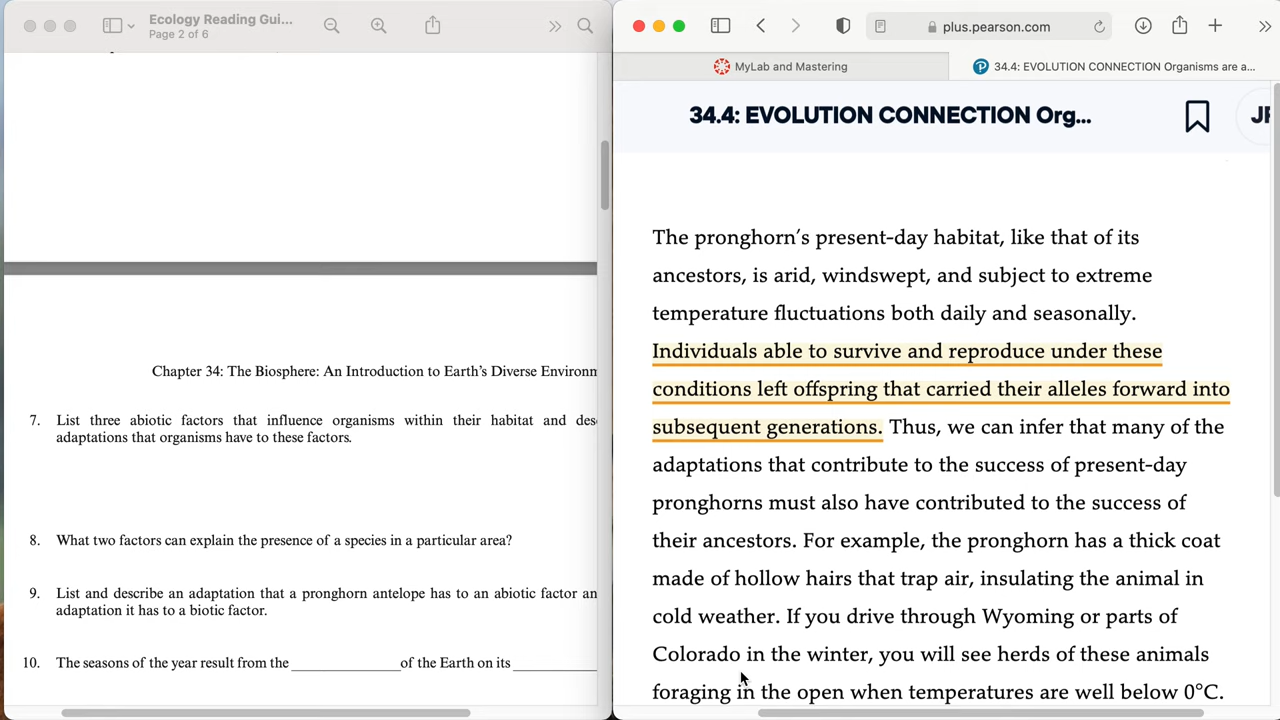 Ecology Reading Gui...
Page 2 of 6
Chapter 34: The Biosphere: An Introduction to Earth's Diverse Environm
7. List three abiotic factors that influence organisms within their habitat and des
adaptations that organisms have to these factors.
8. What two factors can explain the presence of a species in a particular area?
9. List and describe an adaptation that a pronghorn antelope has to an abiotic factor an
adaptation it has to a biotic factor.
10. The seasons of the year result from the ________________of the Earth on its ____________
plus.pearson.com
MyLab and Mastering
34.4: EVOLUTION CONNECTION Organisms are a...
34.4: EVOLUTION CONNECTION Org...
The pronghorn's present-day habitat, like that of its
ancestors, is arid, windswept, and subject to extreme
temperature fluctuations both daily and seasonally.
Individuals able to survive and reproduce under these
conditions left offspring that carried their alleles forward into
subsequent generations. Thus, we can infer that many of the
adaptations that contribute to the success of present-day
pronghorns must also have contributed to the success of
their ancestors. For example, the pronghorn has a thick coat
made of hollow hairs that trap air, insulating the animal in
cold weather. If you drive through Wyoming or parts of
Colorado in the winter, you will see herds of these animals
foraging in the open when temperatures are well below 0°C.